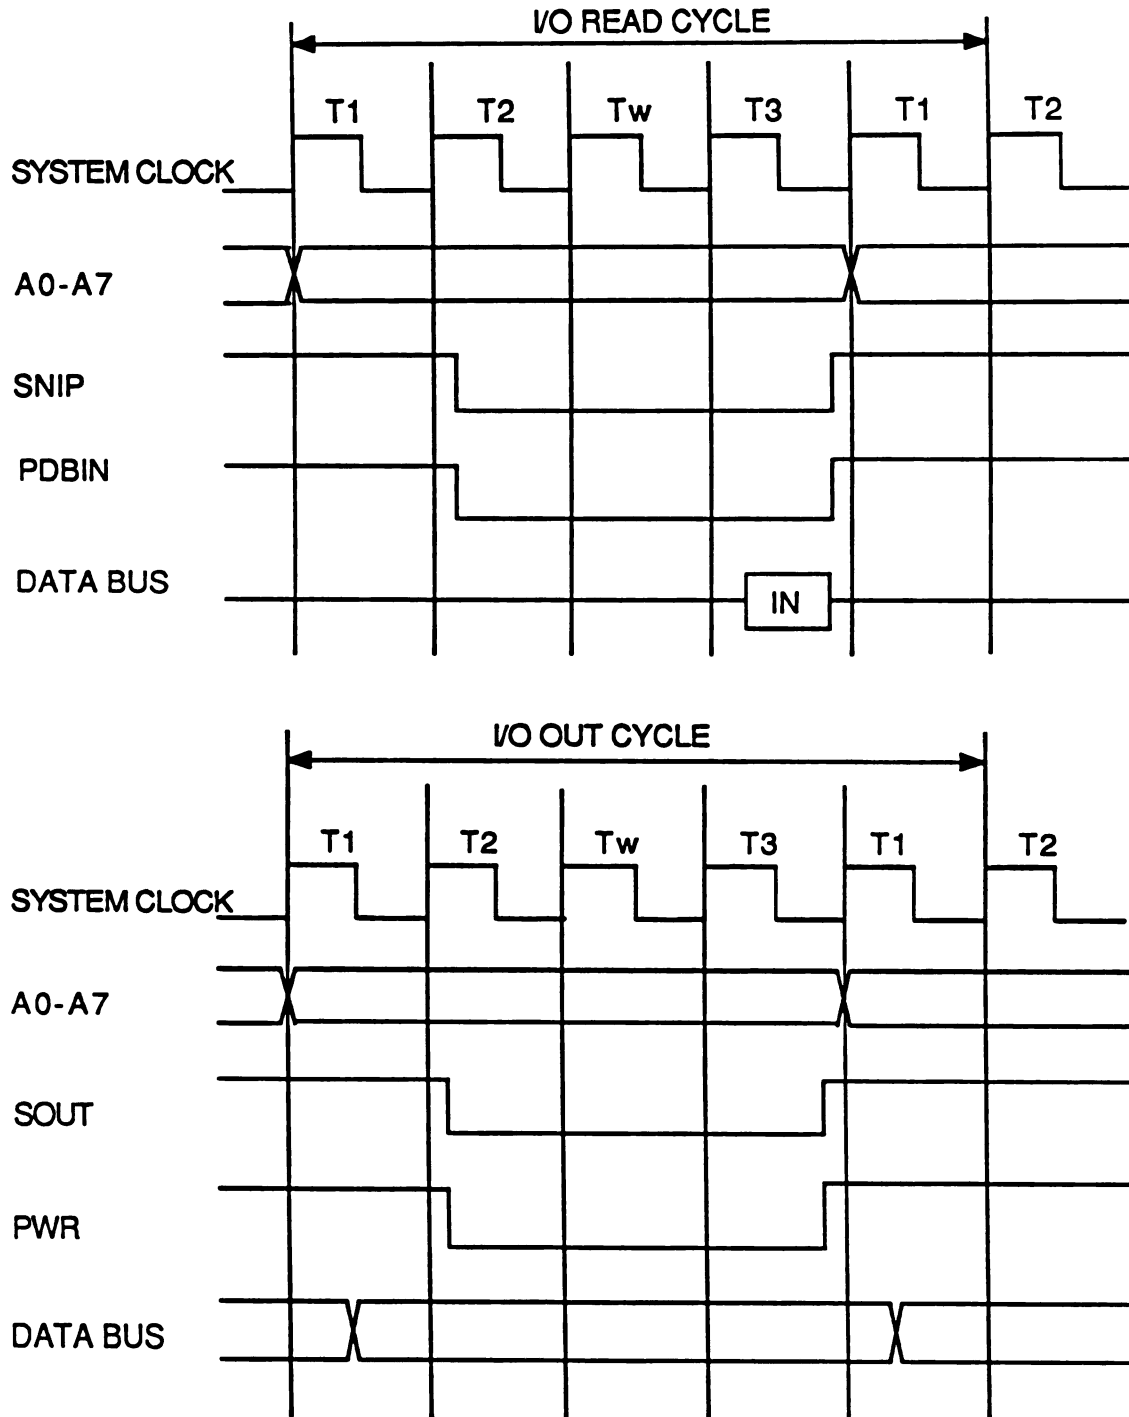 I/O READ CYCLE
T1 T2 Tw T3 T1 T2
SYSTEM CLOCK
A0-A7
SNIP
PDBIN
DATA BUS
IN
I/O OUT CYCLE
T1 T2 Tw T3 T1 T2
SYSTEM CLOCK
A0-A7
SOUT
PWR
DATA BUS